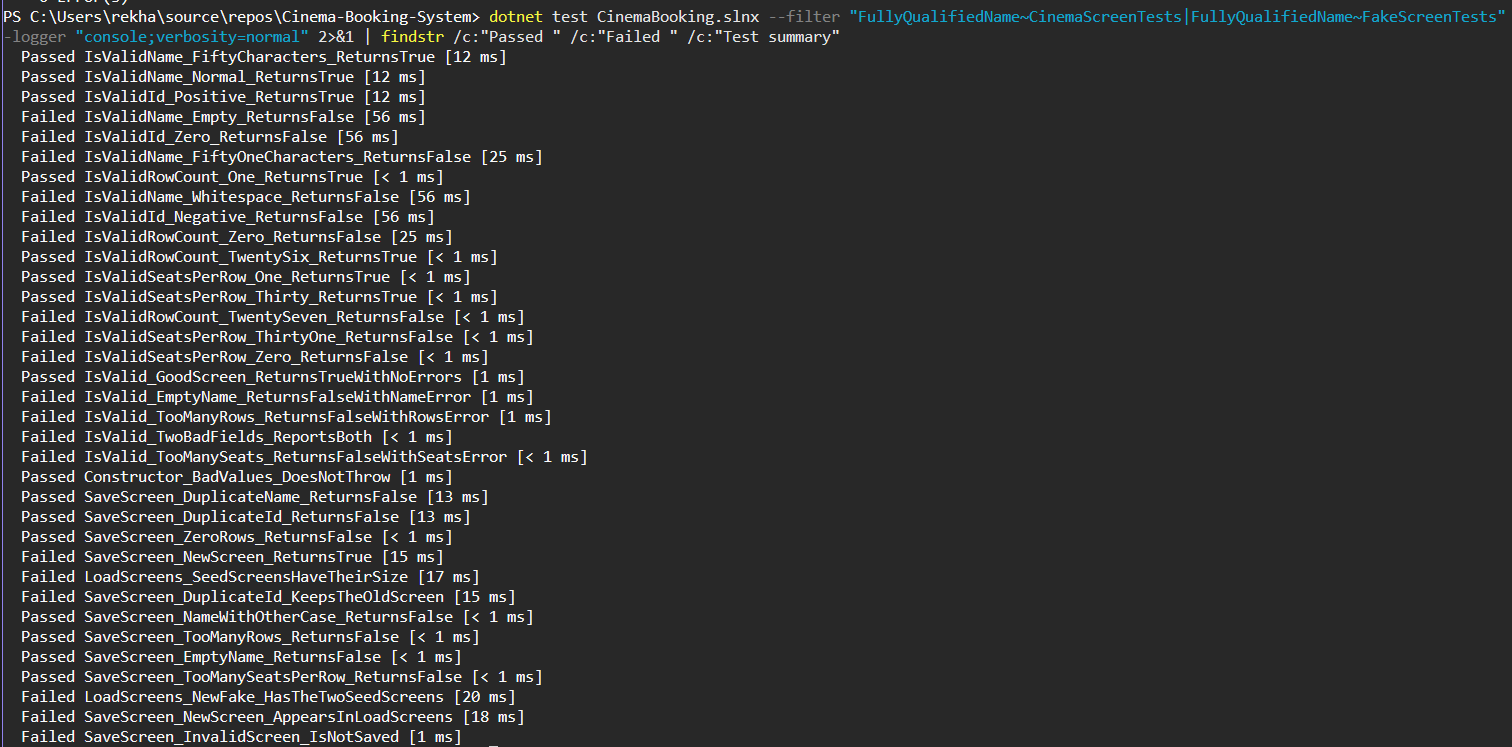 PS C:\Users\rekha\source\repos\Cinema-Booking-System> dotnet test CinemaBooking.slnx --filter "FullyQualifiedName~CinemaScreenTests|FullyQualifiedName~FakeScreenTests"
-logger "console;verbosity=normal" 2>&1 | findstr /c:"Passed " /c:"Failed " /c:"Test summary"
Passed IsValidName_FiftyCharacters_ReturnsTrue [12 ms]
Passed IsValidName_Normal_ReturnsTrue [12 ms]
Passed IsValidId_Positive_ReturnsTrue [12 ms]
Failed IsValidName_Empty_ReturnsFalse [56 ms]
Failed IsValidId_Zero_ReturnsFalse [56 ms]
Failed IsValidName_FiftyOneCharacters_ReturnsFalse [25 ms]
Passed IsValidRowCount_One_ReturnsTrue [< 1 ms]
Failed IsValidName_Whitespace_ReturnsFalse [56 ms]
Failed IsValidId_Negative_ReturnsFalse [56 ms]
Failed IsValidRowCount_Zero_ReturnsFalse [25 ms]
Passed IsValidRowCount_TwentySix_ReturnsTrue [< 1 ms]
Passed IsValidSeatsPerRow_One_ReturnsTrue [< 1 ms]
Passed IsValidSeatsPerRow_Thirty_ReturnsTrue [< 1 ms]
Failed IsValidRowCount_TwentySeven_ReturnsFalse [< 1 ms]
Failed IsValidSeatsPerRow_ThirtyOne_ReturnsFalse [< 1 ms]
Failed IsValidSeatsPerRow_Zero_ReturnsFalse [< 1 ms]
Passed IsValid_GoodScreen_ReturnsTrueWithNoErrors [1 ms]
Failed IsValid_EmptyName_ReturnsFalseWithNameError [1 ms]
Failed IsValid_TooManyRows_ReturnsFalseWithRowsError [1 ms]
Failed IsValid_TwoBadFields_ReportsBoth [< 1 ms]
Failed IsValid_TooManySeats_ReturnsFalseWithSeatsError [< 1 ms]
Passed Constructor_BadValues_DoesNotThrow [1 ms]
Passed SaveScreen_DuplicateName_ReturnsFalse [13 ms]
Passed SaveScreen_DuplicateId_ReturnsFalse [13 ms]
Passed SaveScreen_ZeroRows_ReturnsFalse [< 1 ms]
Failed SaveScreen_NewScreen_ReturnsTrue [15 ms]
Failed LoadScreens_SeedScreensHaveTheirSize [17 ms]
Failed SaveScreen_DuplicateId_KeepsTheOldScreen [15 ms]
Passed SaveScreen_NameWithOtherCase_ReturnsFalse [< 1 ms]
Passed SaveScreen_TooManyRows_ReturnsFalse [< 1 ms]
Passed SaveScreen_EmptyName_ReturnsFalse [< 1 ms]
Passed SaveScreen_TooManySeatsPerRow_ReturnsFalse [< 1 ms]
Failed LoadScreens_NewFake_HasTheTwoSeedScreens [20 ms]
Failed SaveScreen_NewScreen_AppearsInLoadScreens [18 ms]
Failed SaveScreen_InvalidScreen_IsNotSaved [1 ms]